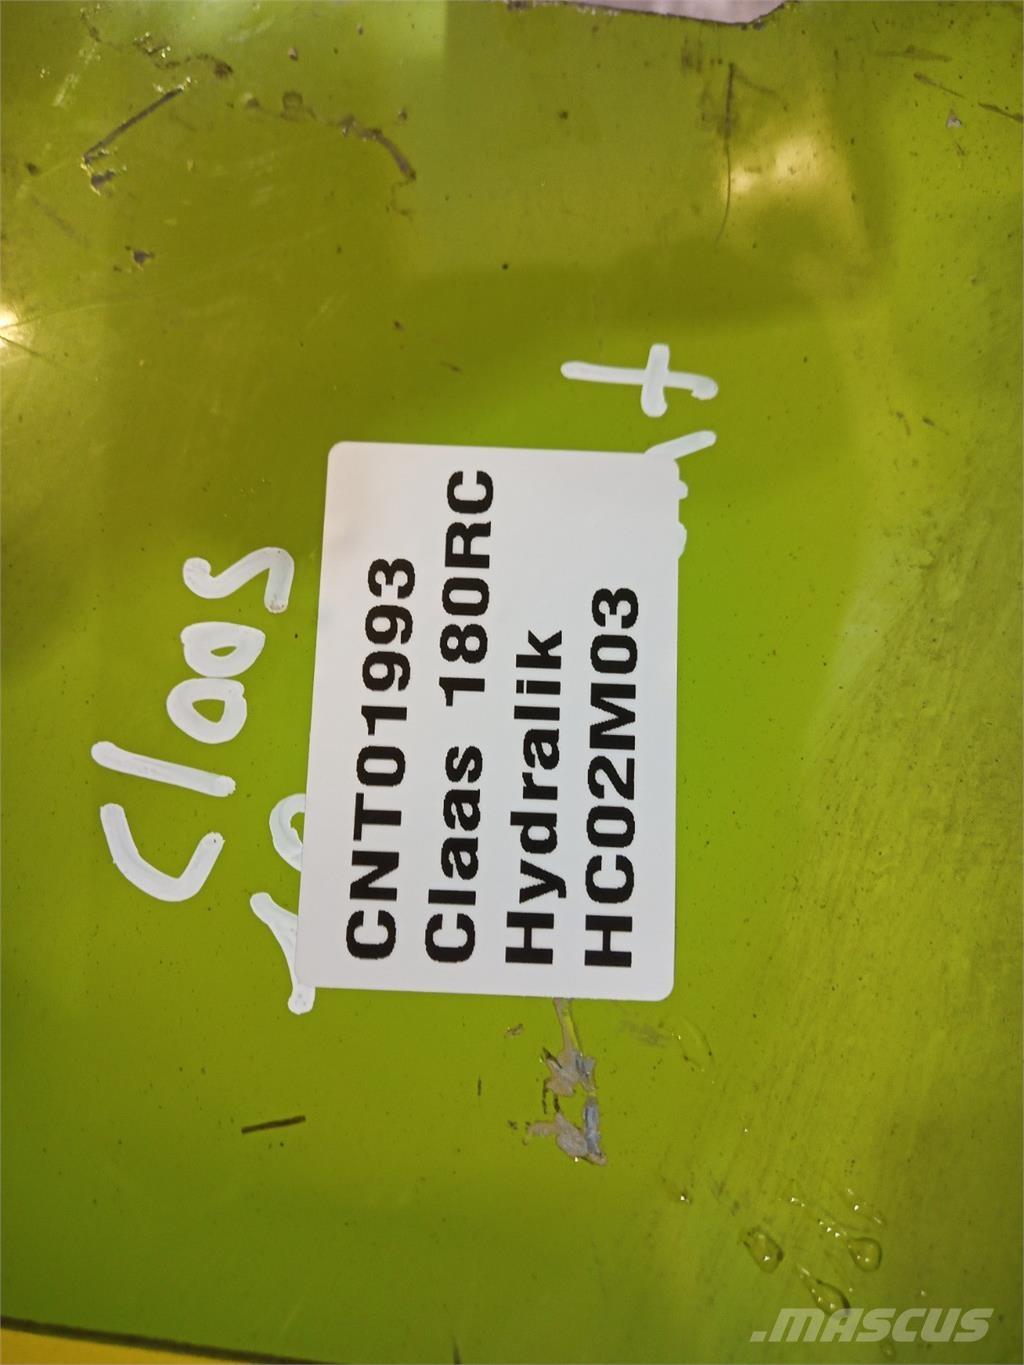 Claas
CNT01993
Claas 180RC
Hydralik
HC02M03
.MASCUS